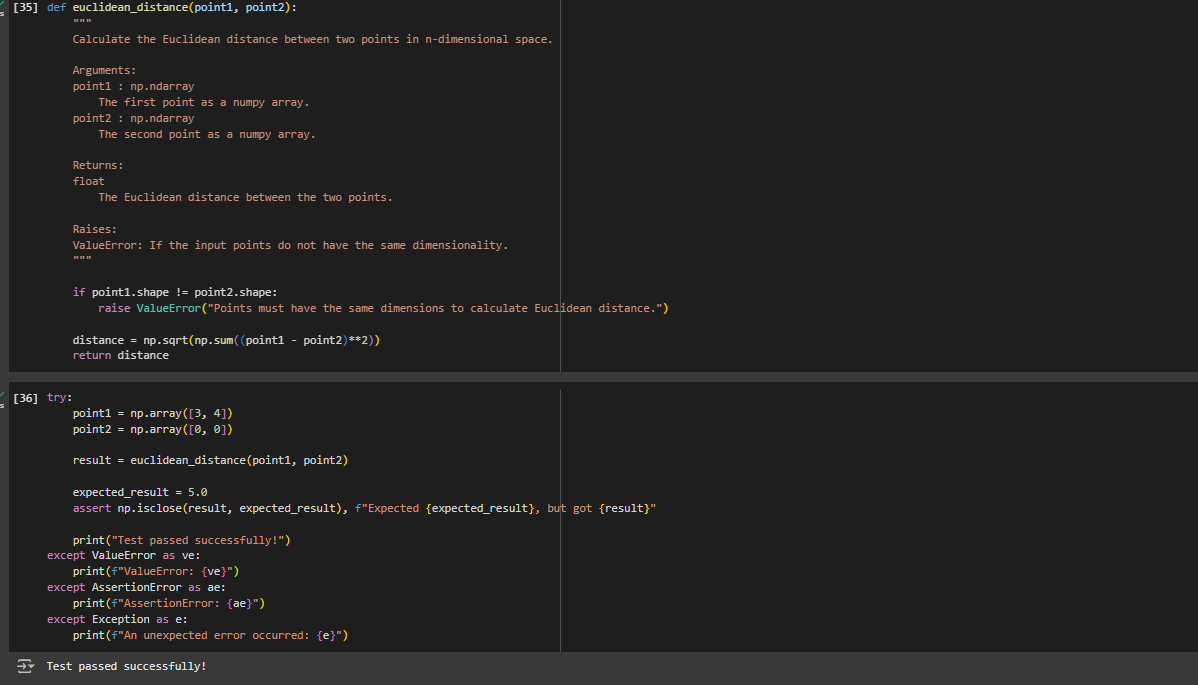 [35] def euclidean_distance(point1, point2):
"""
Calculate the Euclidean distance between two points in n-dimensional space.
Arguments:
point1 : np.ndarray
The first point as a numpy array.
point2 : np.ndarray
The second point as a numpy array.
Returns:
float
The Euclidean distance between the two points.
Raises:
ValueError: If the input points do not have the same dimensionality.
"""
if point1.shape != point2.shape:
raise ValueError("Points must have the same dimensions to calculate Euclidean distance.")
distance = np.sqrt(np.sum((point1 - point2)**2))
return distance
[36] try:
point1 = np.array([3, 4])
point2 = np.array([0, 0])
result = euclidean_distance(point1, point2)
expected_result = 5.0
assert np.isclose(result, expected_result), f"Expected {expected_result}, but got {result}"
print("Test passed successfully!")
except ValueError as ve:
print(f"ValueError: {ve}")
except AssertionError as ae:
print(f"AssertionError: {ae}")
except Exception as e:
print(f"An unexpected error occurred: {e}")
Test passed successfully!